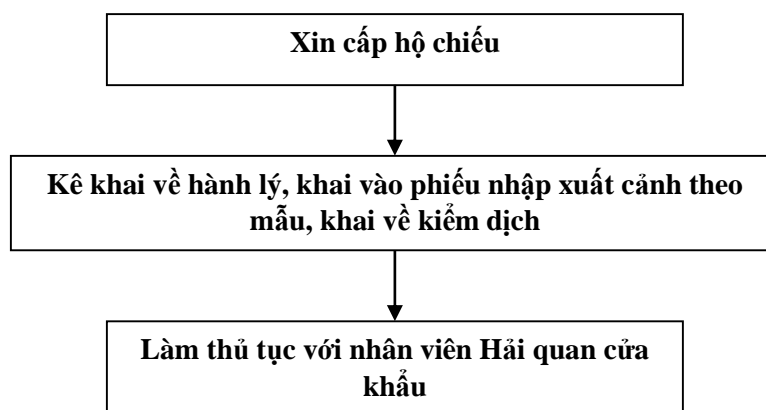 Xin cấp hộ chiếu
Kê khai về hành lý, khai vào phiếu nhập xuất cảnh theo
mẫu, khai về kiểm dịch
Làm thủ tục với nhân viên Hải quan cửa
khẩu